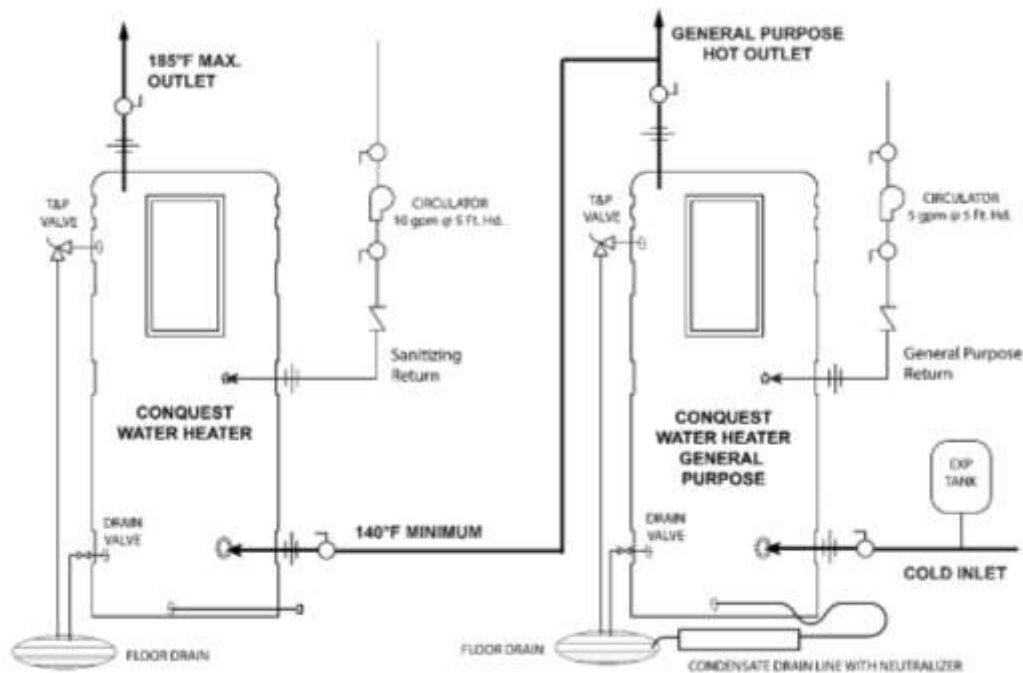 185°F MAX.
OUTLET
T&P
VALVE
CIRCULATOR
10 gpm @ 5 Ft. Hd.
Sanitizing
Return
CONQUEST
WATER HEATER
DRAIN
VALVE
140°F MINIMUM
FLOOR DRAIN
GENERAL PURPOSE
HOT OUTLET
T&P
VALVE
CIRCULATOR
5 gpm @ 5 Ft. Hd.
General Purpose
Return
CONQUEST
WATER HEATER
GENERAL
PURPOSE
EXP
TANK
DRAIN
VALVE
COLD INLET
FLOOR DRAIN
CONDENSATE DRAIN LINE WITH NEUTRALIZER